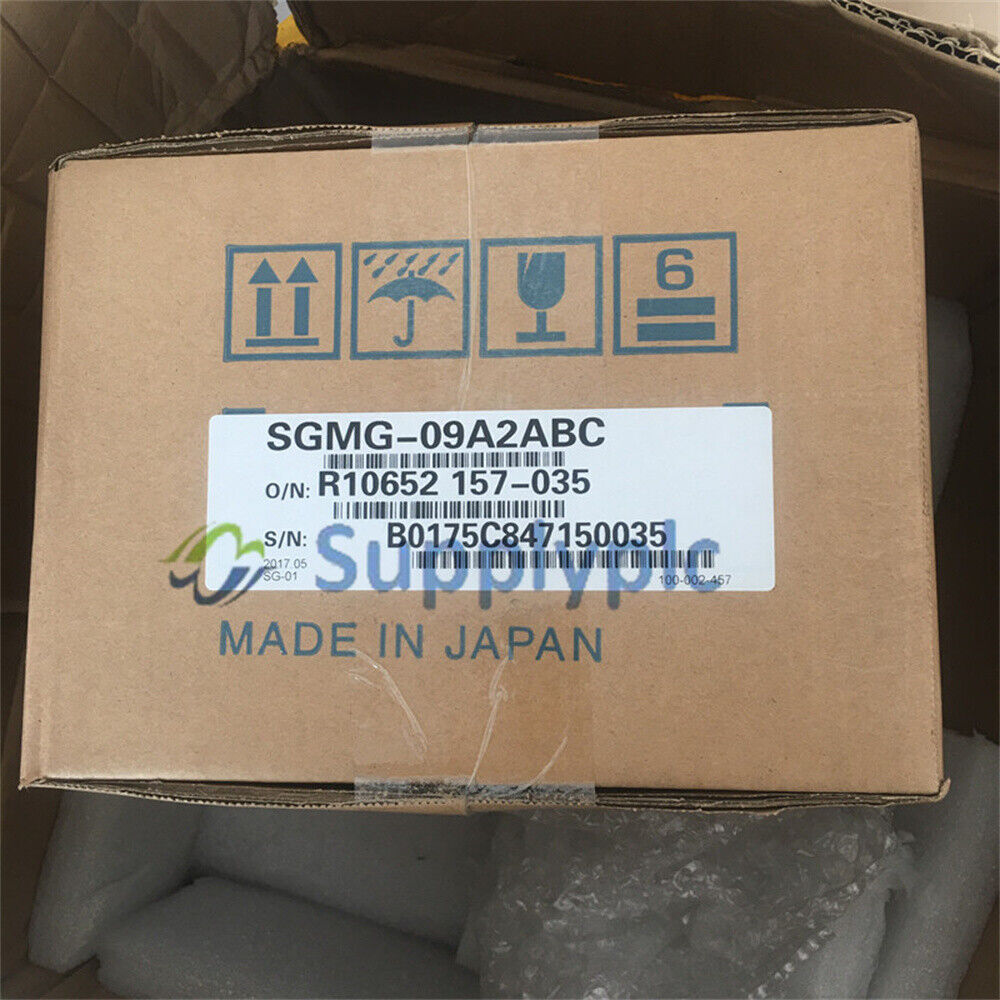 6
SGMG-09A2ABC
O/N: R10652 157-035
S/N: B0175C847150035
2017.05
SG-01
100-002-457
Supplyplc
MADE IN JAPAN